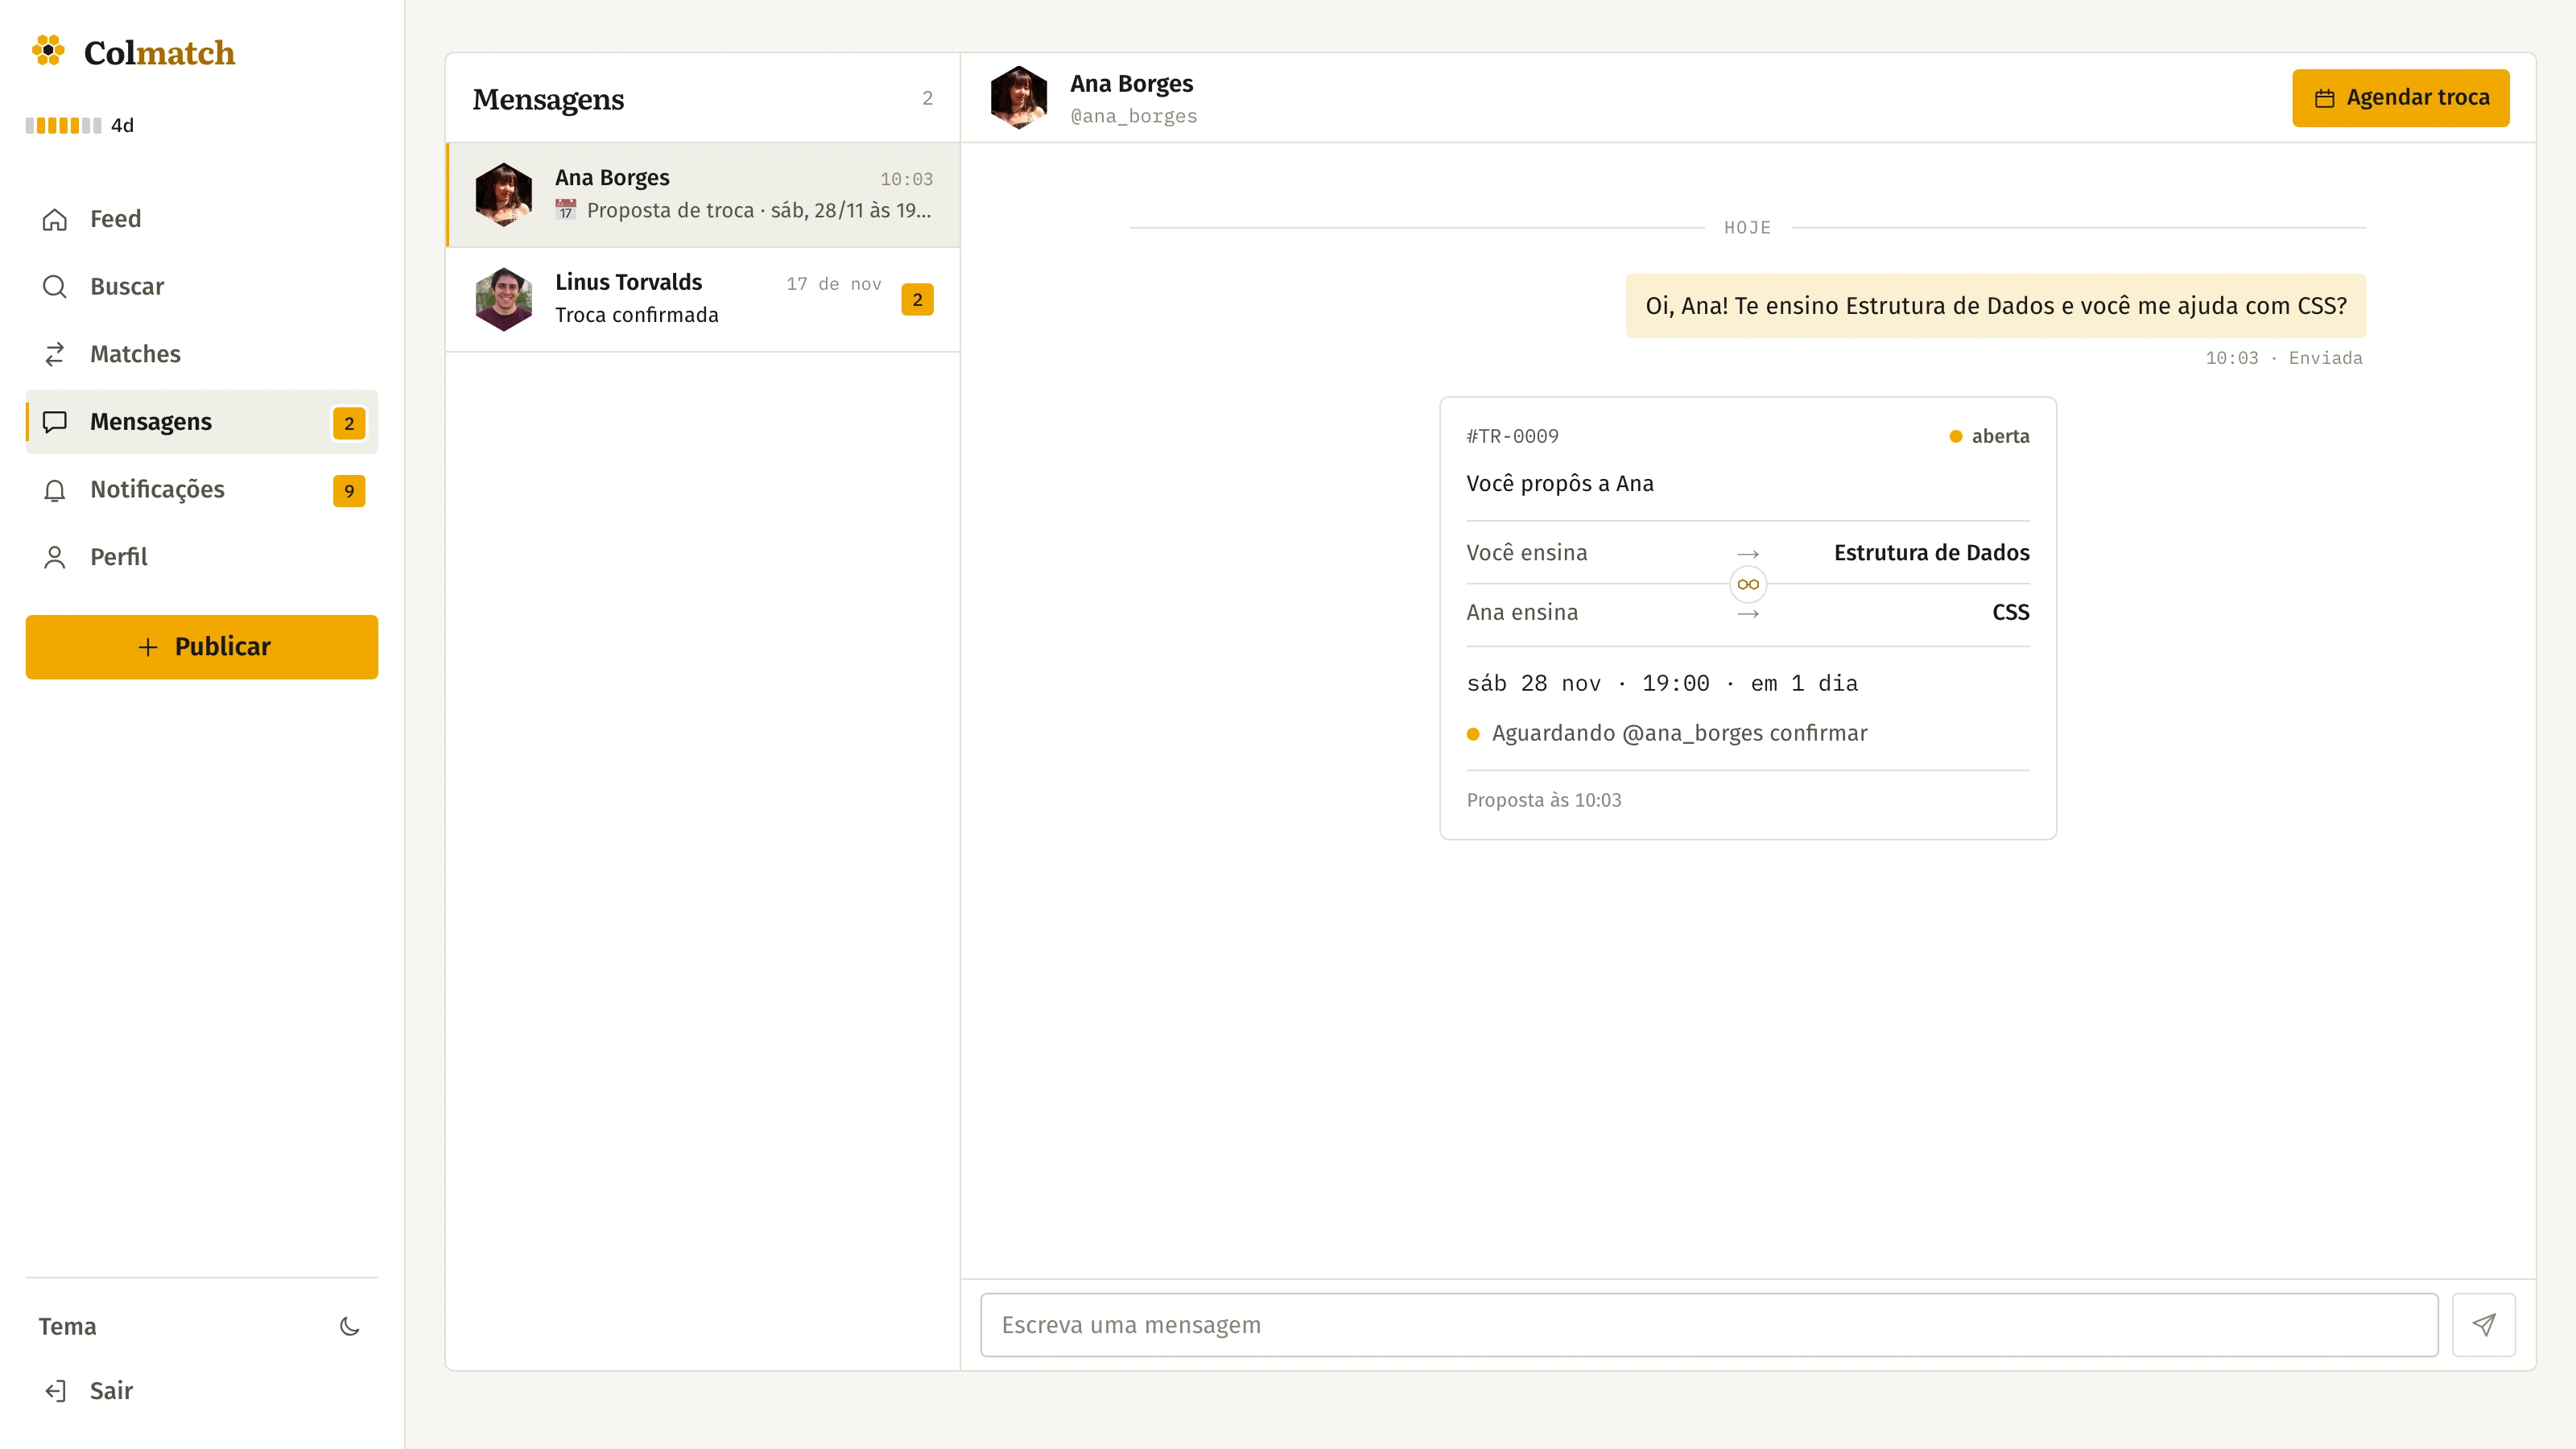 Colmatch
4d
Feed
Buscar
Matches
Mensagens 2
Notificações 9
Perfil
+ Publicar
Tema
Sair
Mensagens 2
Ana Borges 10:03
17 Proposta de troca · sáb, 28/11 às 19...
Linus Torvalds 17 de nov 2
Troca confirmada
Ana Borges
@ana_borges
Agendar troca
HOJE
Oi, Ana! Te ensino Estrutura de Dados e você me ajuda com CSS?
10:03 · Enviada
#TR-0009 aberta
Você propôs a Ana
Você ensina → Estrutura de Dados
Ana ensina → CSS
sáb 28 nov · 19:00 · em 1 dia
Aguardando @ana_borges confirmar
Proposta às 10:03
Escreva uma mensagem